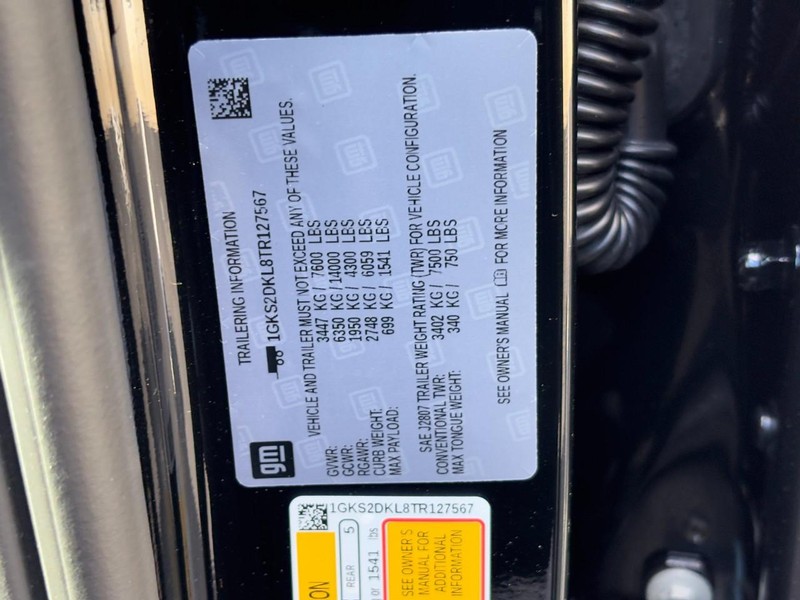 TRAILERING INFORMATION
1GKS2DKL8TR127567
VEHICLE AND TRAILER MUST NOT EXCEED ANY OF THESE VALUES.
GVWR: 3447 KG / 7600 LBS
GCWR: 6350 KG / 14000 LBS
RGAWR: 1950 KG / 4300 LBS
CURB WEIGHT: 2748 KG / 6059 LBS
MAX PAYLOAD: 699 KG / 1541 LBS
SAE J2807 TRAILER WEIGHT RATING (TWR) FOR VEHICLE CONFIGURATION.
CONVENTIONAL TWR: 3402 KG / 7500 LBS
MAX TONGUE WEIGHT: 340 KG / 750 LBS
SEE OWNER'S MANUAL FOR MORE INFORMATION
gm
1GKS2DKL8TR127567
REAR 5
or 1541 lbs
SEE OWNER'S
MANUAL FOR
ADDITIONAL
INFORMATION